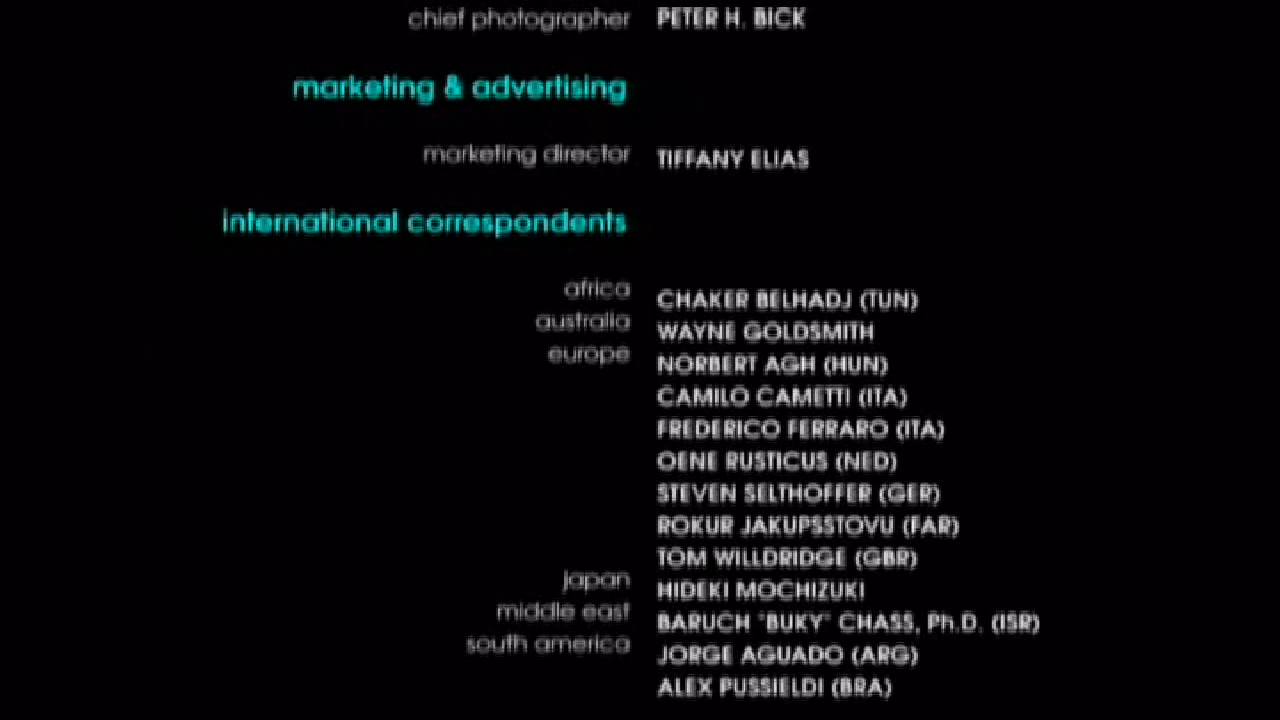 chief photographer PETER H. BICK
marketing & advertising
marketing director TIFFANY ELIAS
international correspondents
africa CHAKER BELHADJ (TUN)
australia WAYNE GOLDSMITH
europe NORBERT AGH (HUN)
CAMILO CAMETTI (ITA)
FREDERICO FERRARO (ITA)
OENE RUSTICUS (NED)
STEVEN SELTHOFFER (GER)
ROKUR JAKUPSSTOVU (FAR)
TOM WILLDRIDGE (GBR)
japan HIDEKI MOCHIZUKI
middle east BARUCH "BUKY" CHASS, Ph.D. (ISR)
south america JORGE AGUADO (ARG)
ALEX PUSSIELDI (BRA)